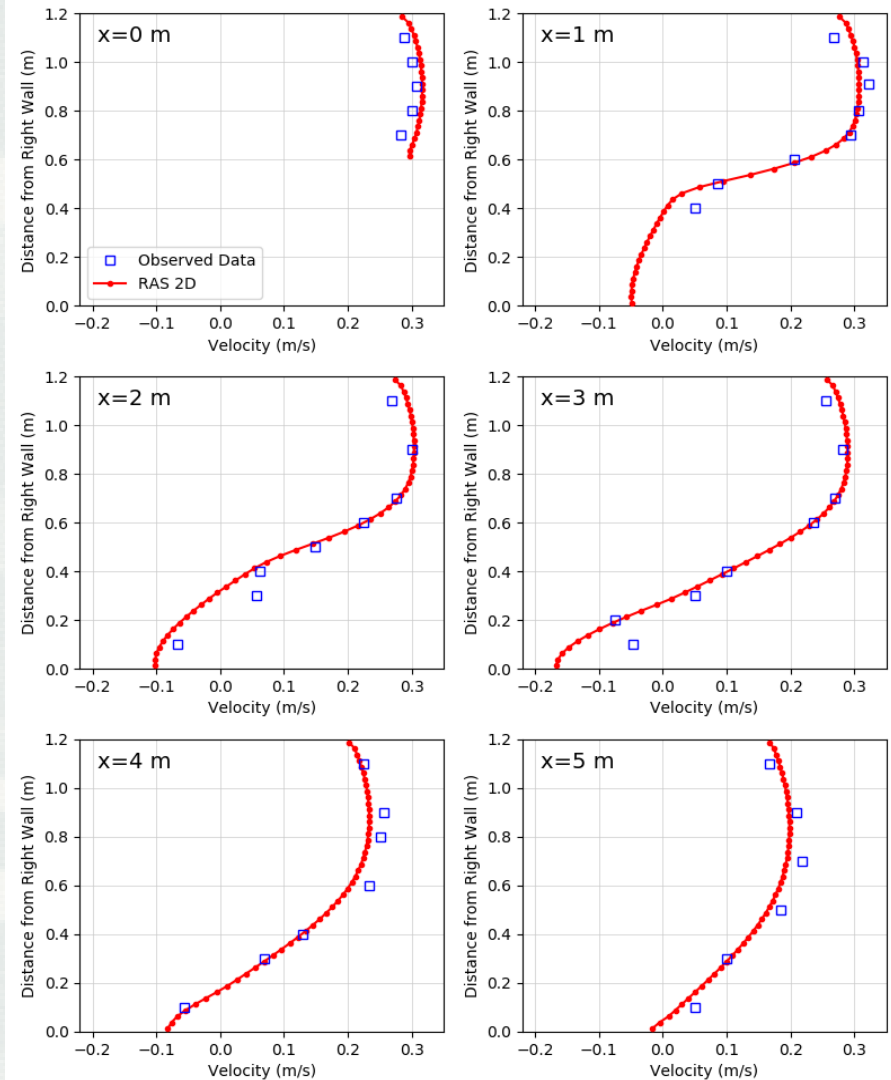 x=0 m
1.2
1.0
0.8
0.6
0.4
0.2
0.0
Distance from Right Wall (m)
Observed Data
RAS 2D
−0.2 −0.1 0.0 0.1 0.2 0.3
Velocity (m/s)
x=1 m
1.2
1.0
0.8
0.6
0.4
0.2
0.0
Distance from Right Wall (m)
−0.2 −0.1 0.0 0.1 0.2 0.3
Velocity (m/s)
x=2 m
1.2
1.0
0.8
0.6
0.4
0.2
0.0
Distance from Right Wall (m)
−0.2 −0.1 0.0 0.1 0.2 0.3
Velocity (m/s)
x=3 m
1.2
1.0
0.8
0.6
0.4
0.2
0.0
Distance from Right Wall (m)
−0.2 −0.1 0.0 0.1 0.2 0.3
Velocity (m/s)
x=4 m
1.2
1.0
0.8
0.6
0.4
0.2
0.0
Distance from Right Wall (m)
−0.2 −0.1 0.0 0.1 0.2 0.3
Velocity (m/s)
x=5 m
1.2
1.0
0.8
0.6
0.4
0.2
0.0
Distance from Right Wall (m)
−0.2 −0.1 0.0 0.1 0.2 0.3
Velocity (m/s)